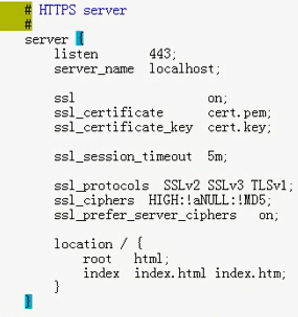 # HTTPS server
#
server {
listen 443;
server_name localhost;
ssl on;
ssl_certificate cert.pem;
ssl_certificate_key cert.key;
ssl_session_timeout 5m;
ssl_protocols SSLv2 SSLv3 TLSv1;
ssl_ciphers HIGH:!aNULL:!MD5;
ssl_prefer_server_ciphers on;
location / {
root html;
index index.html index.htm;
}
}